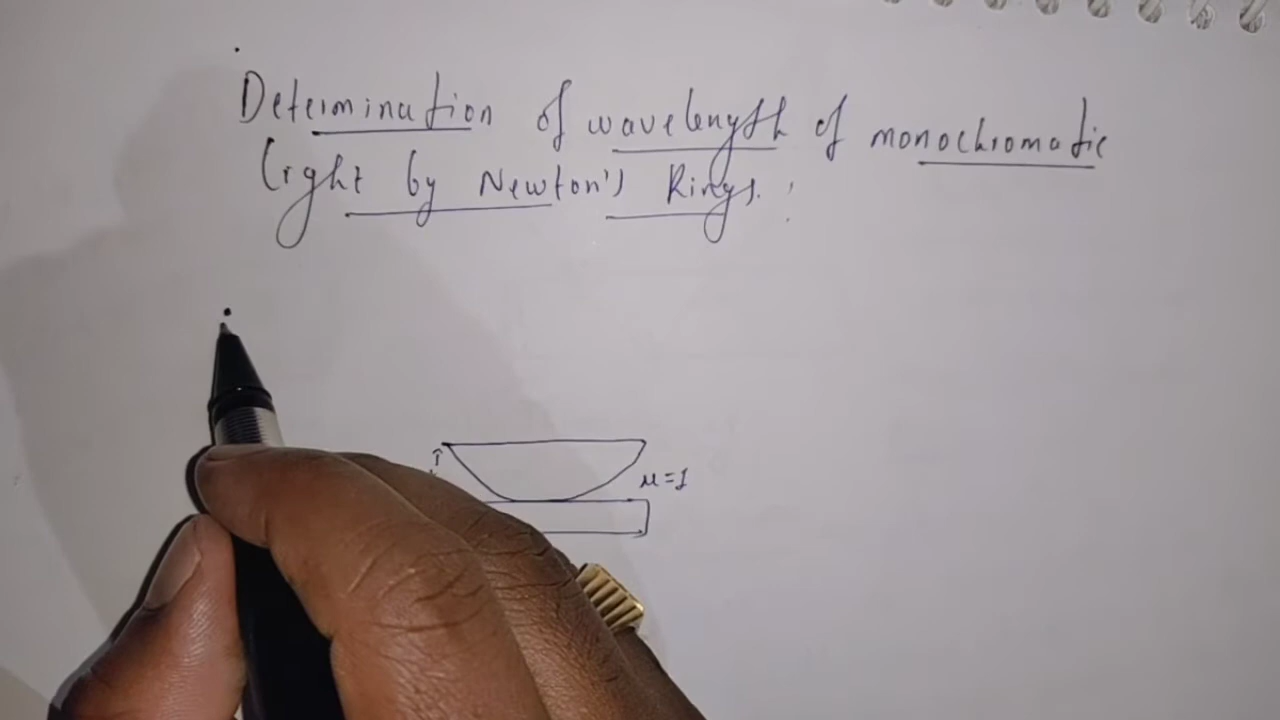 Determination of wavelength of monochromatic
light by Newton's Rings.
μ = 1